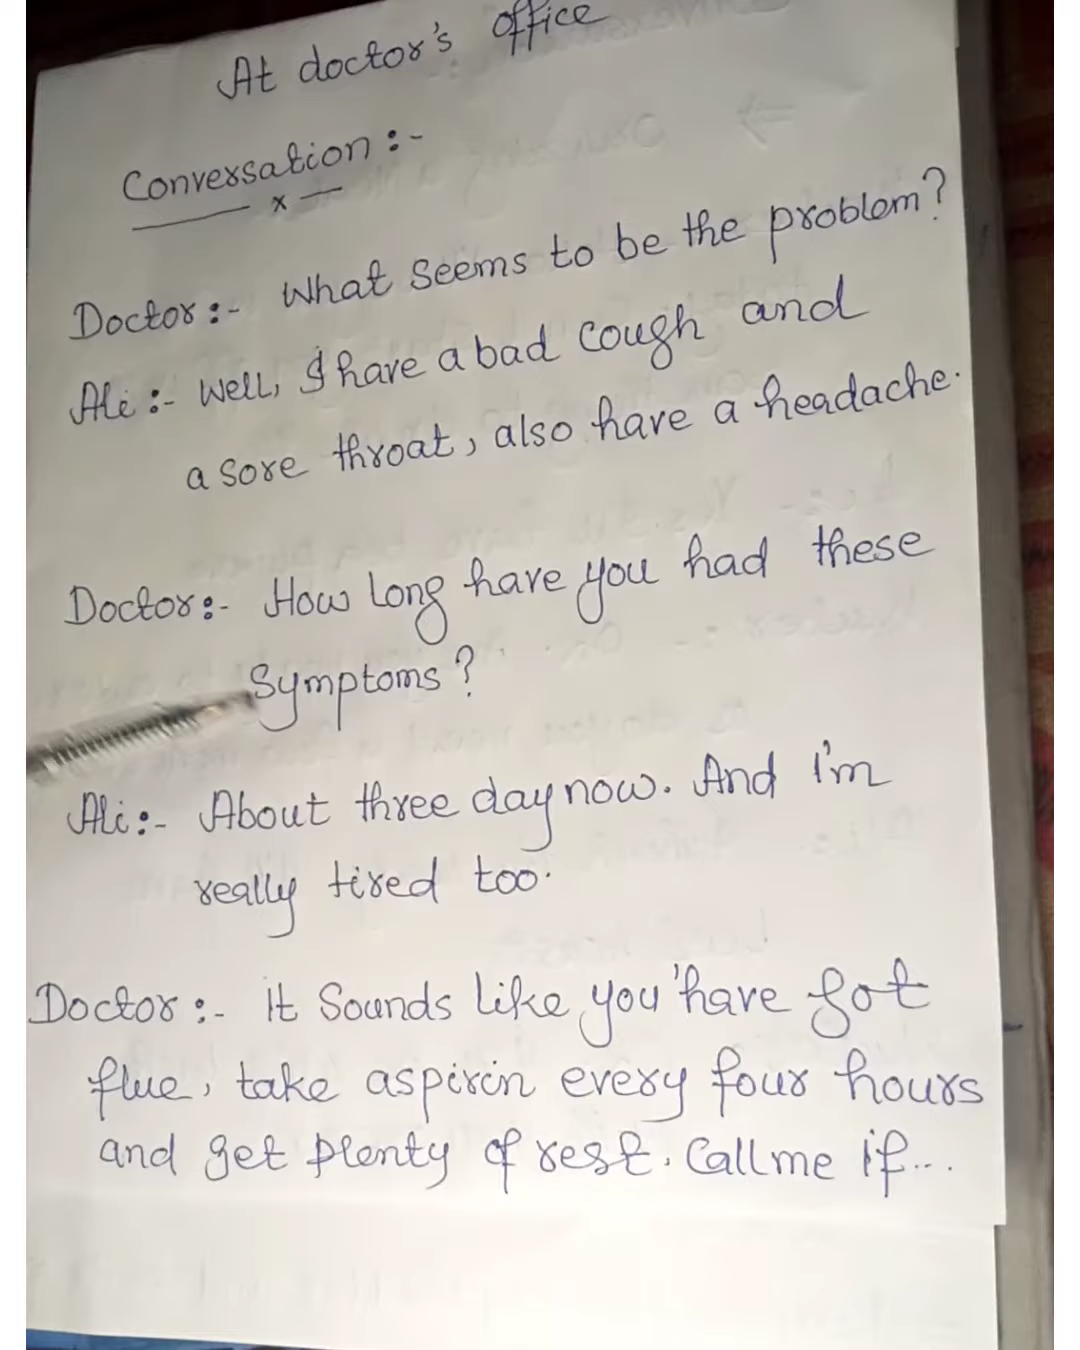 At doctor's office
Conversation :-
x
Doctor :- What seems to be the problem?
Ali :- Well, I have a bad cough and
a sore throat, also have a headache.
Doctor :- How long have you had these
symptoms?
Ali :- About three day now. And I'm
really tired too.
Doctor :- it sounds like you'have got
flue, take aspirin every four hours
and get plenty of rest. Call me if...